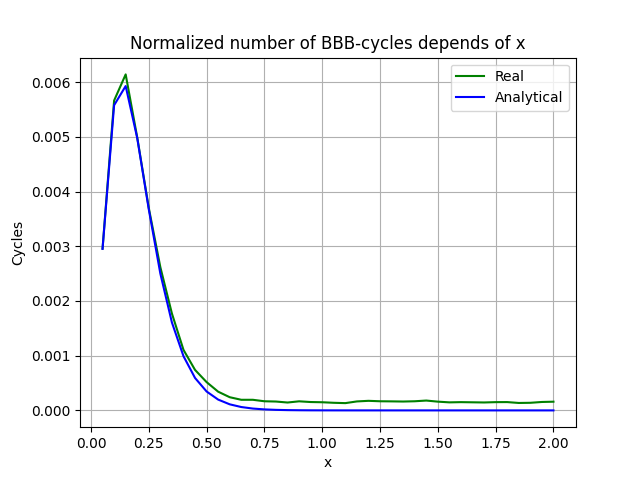 Normalized number of BBB-cycles depends of x
Real
Analytical
Cycles
0.006
0.005
0.004
0.003
0.002
0.001
0.000
0.00 0.25 0.50 0.75 1.00 1.25 1.50 1.75 2.00
x